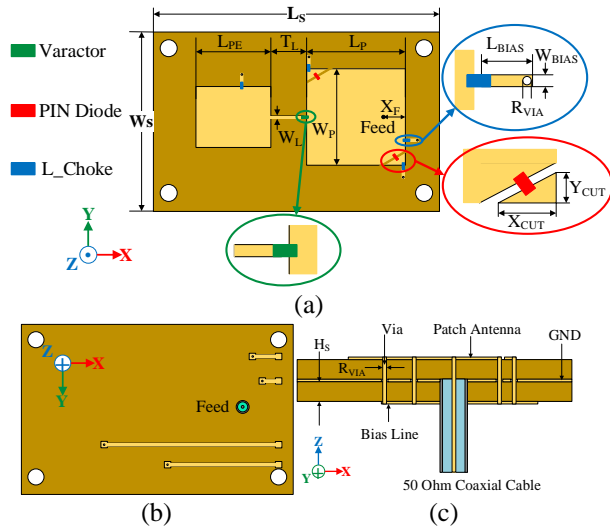 L_S
L_PE
T_L
L_P
Varactor
PIN Diode
L_Choke
W_S
W_L
W_P
X_F
Feed
L_BIAS
W_BIAS
R_VIA
Y_CUT
X_CUT
Y
Z
X
(a)
Z
X
Y
Feed
(b)
Via
Patch Antenna
GND
H_S
R_VIA
Bias Line
Z
Y
X
50 Ohm Coaxial Cable
(c)